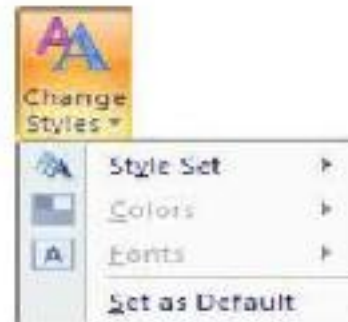 Change
Styles
Style Set
Colors
Fonts
Set as Default